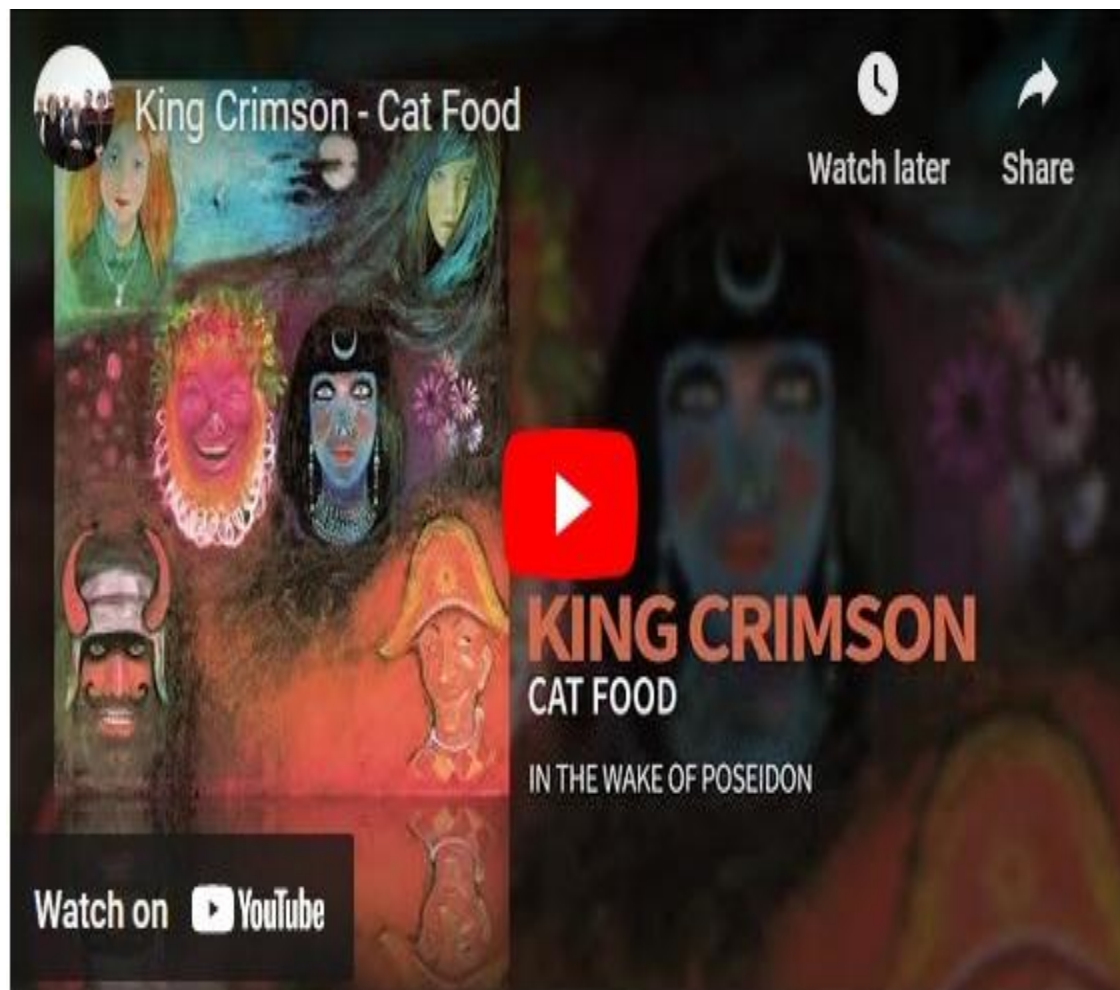 King Crimson - Cat Food
Watch later
Share
KING CRIMSON
CAT FOOD
IN THE WAKE OF POSEIDON
Watch on YouTube